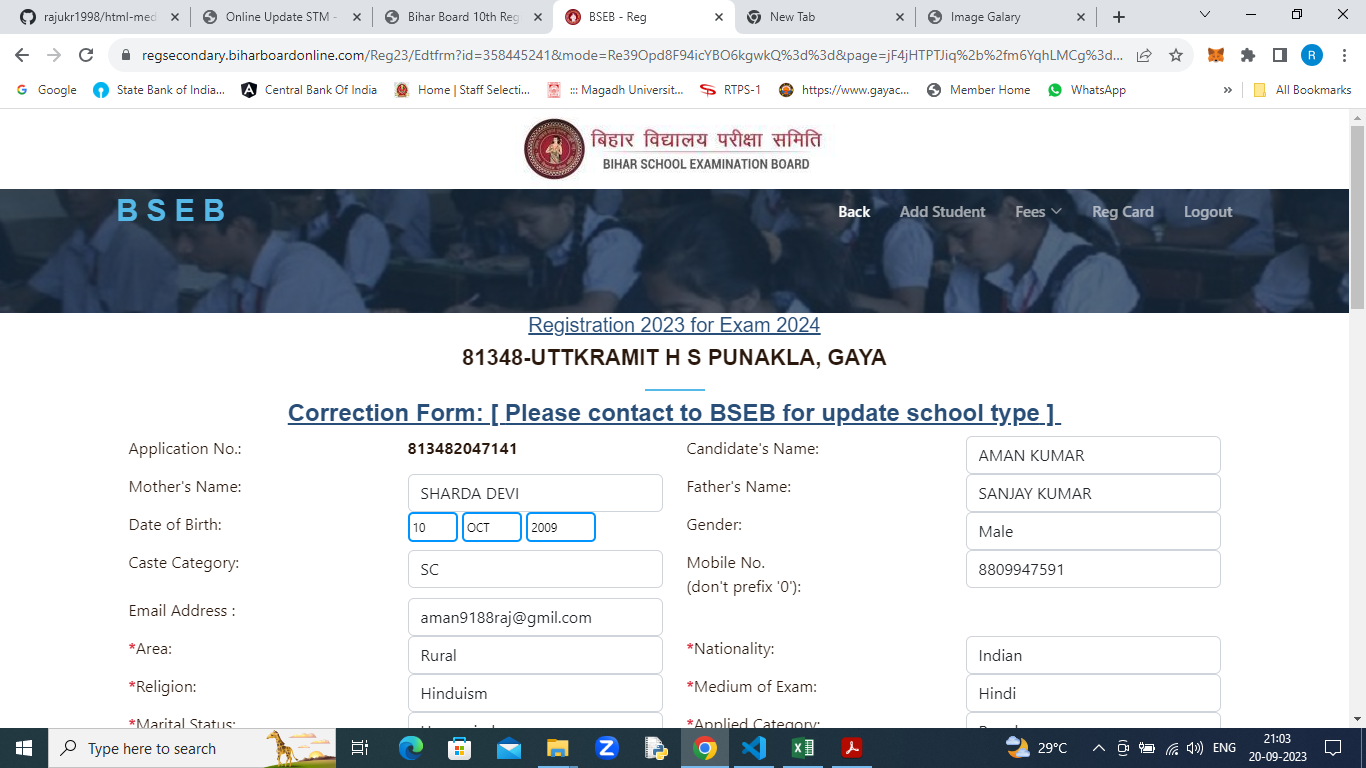 rajukr1998/html-med
Online Update STM -
Bihar Board 10th Reg
BSEB - Reg
New Tab
Image Galary
regsecondary.biharboardonline.com/Reg23/Edtfrm?id=358445241&mode=Re39Opd8F94icYBO6kgwkQ%3d%3d&page=jF4jHTPTJiq%2b%2fm6YqhLMCg%3d...
R
Google
State Bank of India...
Central Bank Of India
Home | Staff Selecti...
::: Magadh Universit...
RTPS-1
https://www.gayac...
Member Home
WhatsApp
»
All Bookmarks
बिहार विद्यालय परीक्षा समिति
BIHAR SCHOOL EXAMINATION BOARD
BSEB
Back
Add Student
Fees
Reg Card
Logout
Registration 2023 for Exam 2024
81348-UTTKRAMIT H S PUNAKLA, GAYA
Correction Form: [ Please contact to BSEB for update school type ]
Application No.: 813482047141 Candidate's Name: AMAN KUMAR
Mother's Name: SHARDA DEVI Father's Name: SANJAY KUMAR
Date of Birth: 10 OCT 2009 Gender: Male
Caste Category: SC Mobile No. 8809947591
(don't prefix '0'):
Email Address : aman9188raj@gmil.com
*Area: Rural *Nationality: Indian
*Religion: Hinduism *Medium of Exam: Hindi
*Marital Status: *Applied Category:
Type here to search
29°C
ENG
21:03
20-09-2023